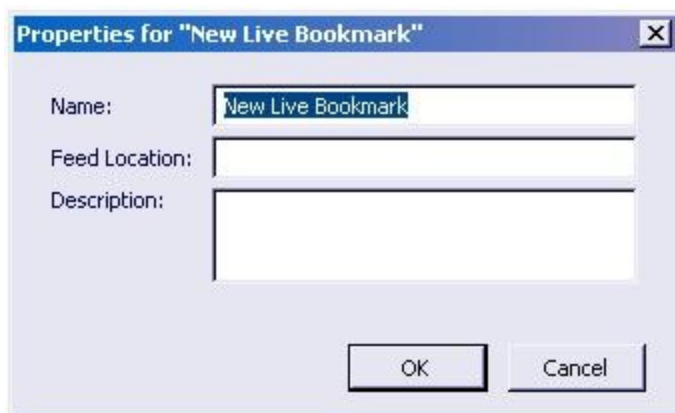 Properties for "New Live Bookmark"
Name:
New Live Bookmark
Feed Location:
Description:
OK
Cancel